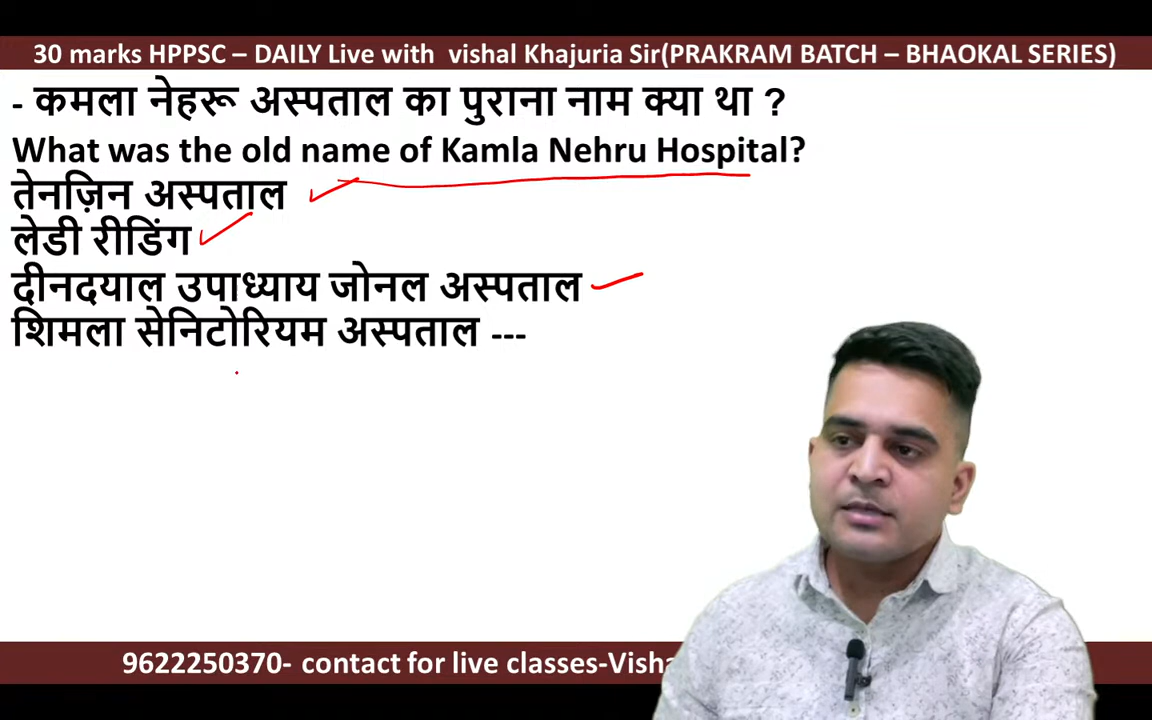 30 marks HPPSC – DAILY Live with vishal Khajuria Sir(PRAKRAM BATCH – BHAOKAL SERIES)
- कमला नेहरू अस्पताल का पुराना नाम क्या था ?
What was the old name of Kamla Nehru Hospital?
तेनज़िन अस्पताल
लेडी रीडिंग
दीनदयाल उपाध्याय जोनल अस्पताल
शिमला सेनिटोरियम अस्पताल ---
9622250370- contact for live classes-Visha